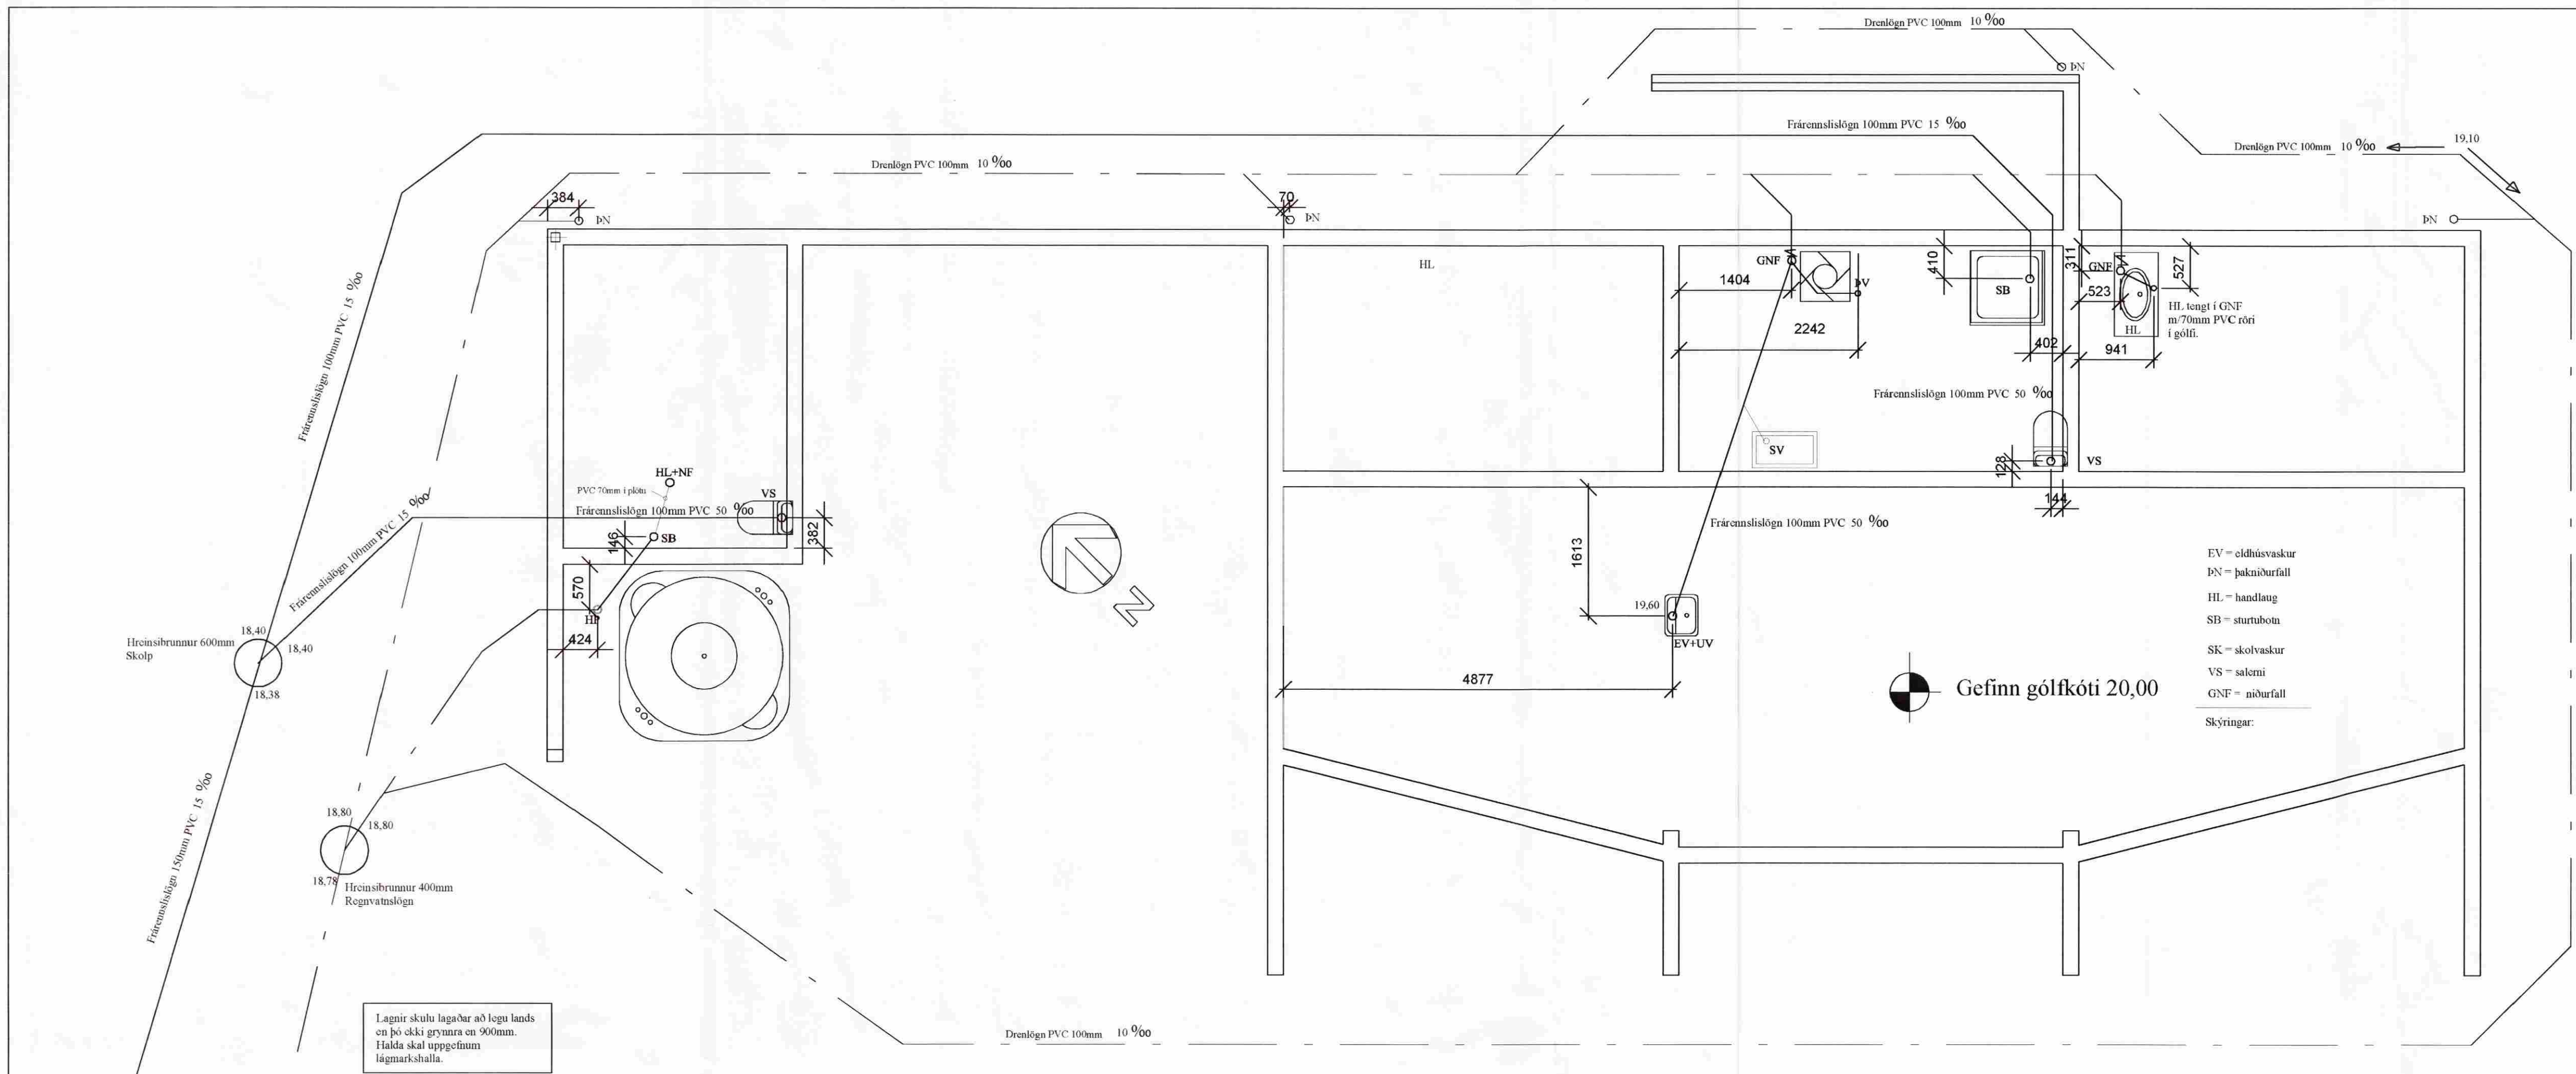 Drenlögn PVC 100mm 10 ‰
ÞN
Frárennslislögn 100mm PVC 15 ‰
19,10
Drenlögn PVC 100mm 10 ‰
Drenlögn PVC 100mm 10 ‰
384
ÞN
70
ÞN
ÞN
HL
GNF
1404
ÞV
2242
410
SB
402
311
GNF
523
527
HL
941
HL tengt í GNF
m/70mm PVC röri
í gólfi.
Frárennslislögn 100mm PVC 15 ‰
Frárennslislögn 100mm PVC 50 ‰
SV
128
VS
144
HL+NF
PVC 70mm í plötu
VS
Frárennslislögn 100mm PVC 50 ‰
146
SB
382
570
HP
424
Frárennslislögn 100mm PVC 15 ‰
N
1613
Frárennslislögn 100mm PVC 50 ‰
19,60
EV+UV
4877
Gefinn gólfkóti 20,00
EV = eldhúsvaskur
ÞN = þakniðurfall
HL = handlaug
SB = sturtubotn
SK = skolvaskur
VS = salerni
GNF = niðurfall
Skýringar:
18,40
Hreinsibrunnur 600mm
Skolp
18,40
18,38
Frárennslislögn 150mm PVC 15 ‰
18,80
18,80
18,78
Hreinsibrunnur 400mm
Regnvatnslögn
Lagnir skulu lagaðar að legu lands
en þó ekki grynnra en 900mm.
Halda skal uppgefnum
lágmarkshalla.
Drenlögn PVC 100mm 10 ‰